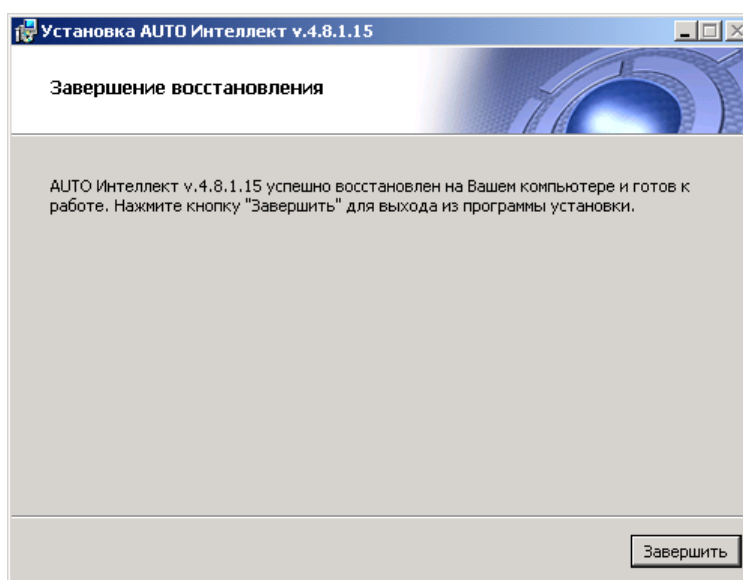 Установка AUTO Интеллект v.4.8.1.15
Завершение восстановления
AUTO Интеллект v.4.8.1.15 успешно восстановлен на Вашем компьютере и готов к
работе. Нажмите кнопку "Завершить" для выхода из программы установки.
Завершить